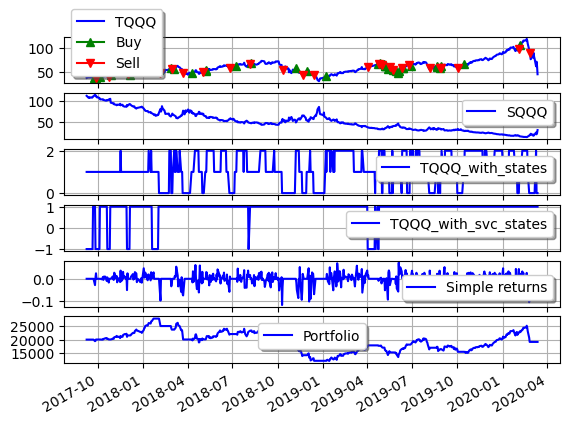 TQQQ
Buy
Sell
100
50
SQQQ
100
50
TQQQ_with_states
2
0
TQQQ_with_svc_states
1
0
−1
Simple returns
0.0
−0.1
Portfolio
25000
20000
15000
2017-10 2018-01 2018-04 2018-07 2018-10 2019-01 2019-04 2019-07 2019-10 2020-01 2020-04